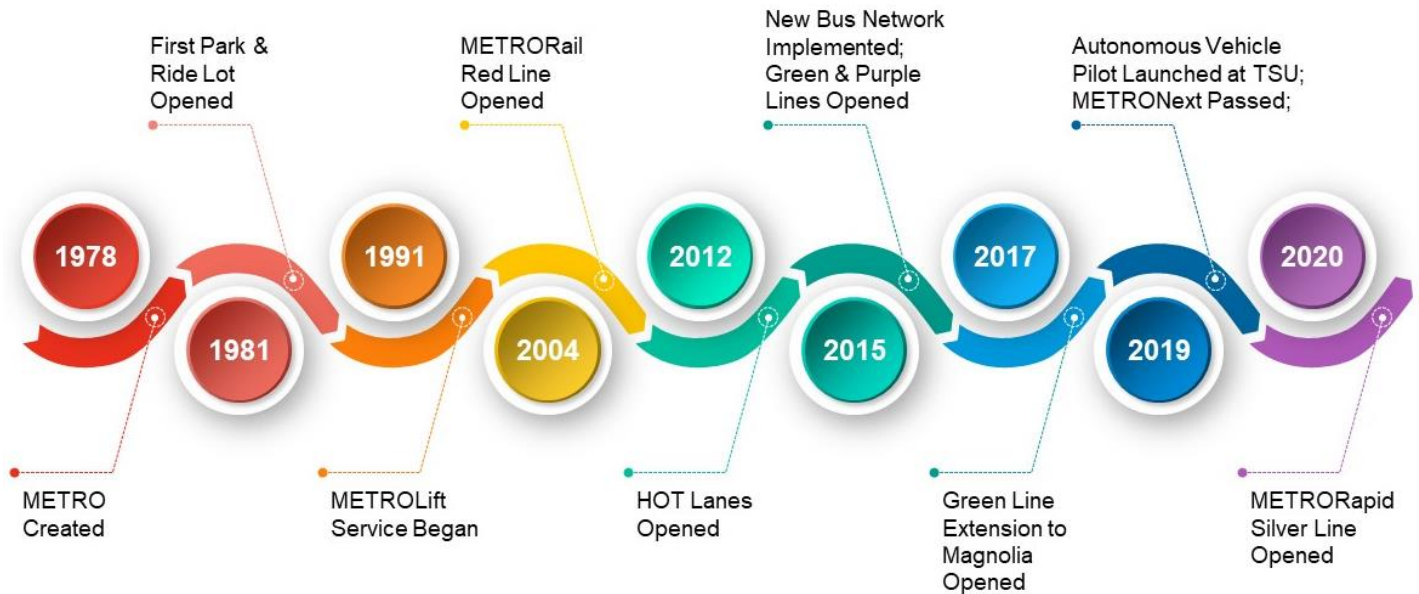 First Park &
Ride Lot
Opened
METRORail
Red Line
Opened
New Bus Network
Implemented;
Green & Purple
Lines Opened
Autonomous Vehicle
Pilot Launched at TSU;
METRONext Passed;
1978
1981
1991
2004
2012
2015
2017
2019
2020
METRO
Created
METROLift
Service Began
HOT Lanes
Opened
Green Line
Extension to
Magnolia
Opened
METRORapid
Silver Line
Opened